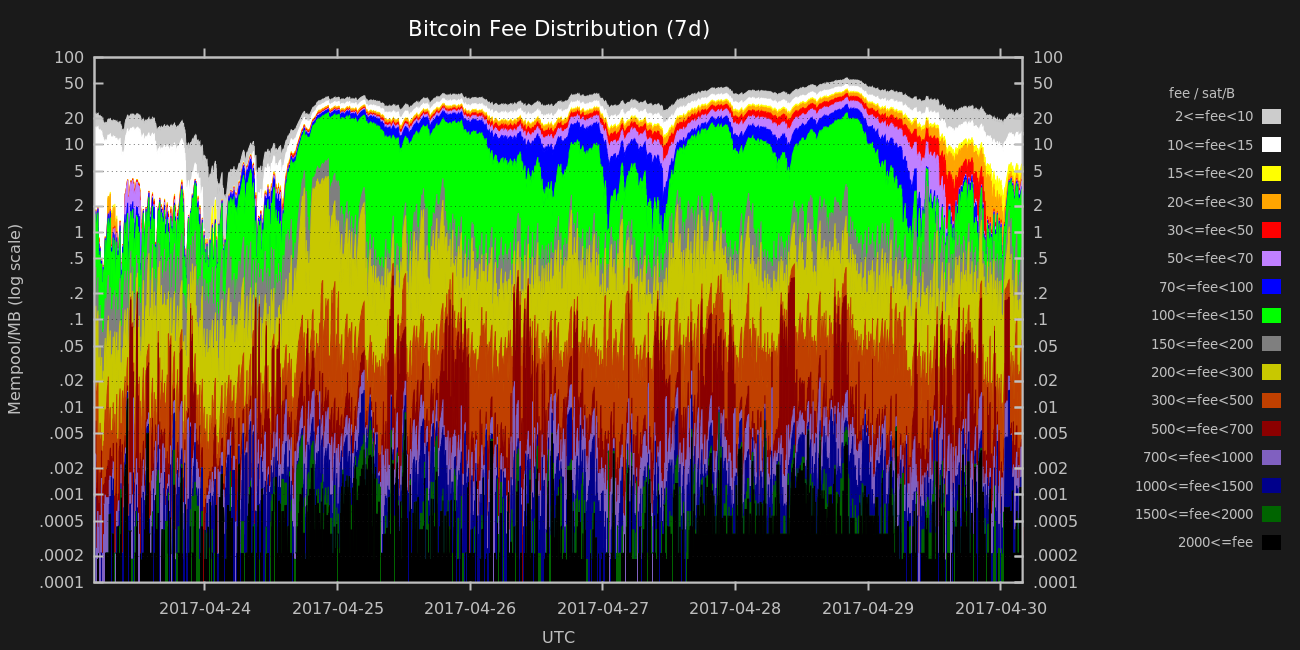 Bitcoin Fee Distribution (7d)
Mempool/MB (log scale)
100
50
20
10
5
2
1
.5
.2
.1
.05
.02
.01
.005
.002
.001
.0005
.0002
.0001
100
50
20
10
5
2
1
.5
.2
.1
.05
.02
.01
.005
.002
.001
.0005
.0002
.0001
2017-04-24 2017-04-25 2017-04-26 2017-04-27 2017-04-28 2017-04-29 2017-04-30
UTC
fee / sat/B
2<=fee<10
10<=fee<15
15<=fee<20
20<=fee<30
30<=fee<50
50<=fee<70
70<=fee<100
100<=fee<150
150<=fee<200
200<=fee<300
300<=fee<500
500<=fee<700
700<=fee<1000
1000<=fee<1500
1500<=fee<2000
2000<=fee